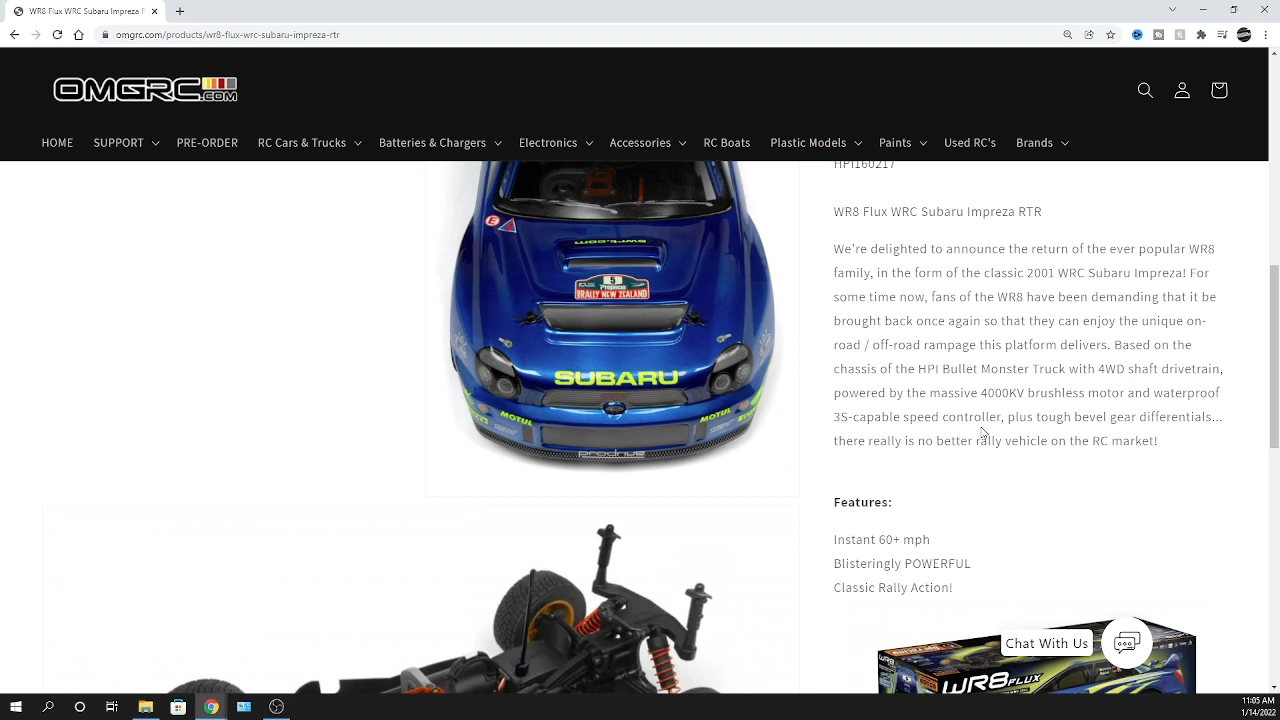 WR8 Flux WRC Subaru Impreza R
omgrc.com/products/wr8-flux-wrc-subaru-impreza-rtr
OMGRC.COM
HOME SUPPORT PRE-ORDER RC Cars & Trucks Batteries & Chargers Electronics Accessories RC Boats Plastic Models Paints Used RC's Brands
HPI160217
WR8 Flux WRC Subaru Impreza RTR
We're delighted to announce the return of the ever popular WR8
family, in the form of the classic 2001 WRC Subaru Impreza! For
some time now, fans of the WR8 have been demanding that it be
brought back once again so that they can enjoy the unique on-
road / off-road rampage this platform delivers. Based on the
chassis of the HPI Bullet Monster Truck with 4WD shaft drivetrain,
powered by the massive 4000KV brushless motor and waterproof
3S-capable speed controller, plus tough bevel gear differentials...
there really is no better rally vehicle on the RC market!
Features:
Instant 60+ mph
Blisteringly POWERFUL
Classic Rally Action!
swrt.com
5
Propecia
RALLY NEW ZEALAND
SUBARU
MOTUL
MOTUL
prodrive
Chat With Us
WR8 FLUX
11:05 AM
1/14/2022